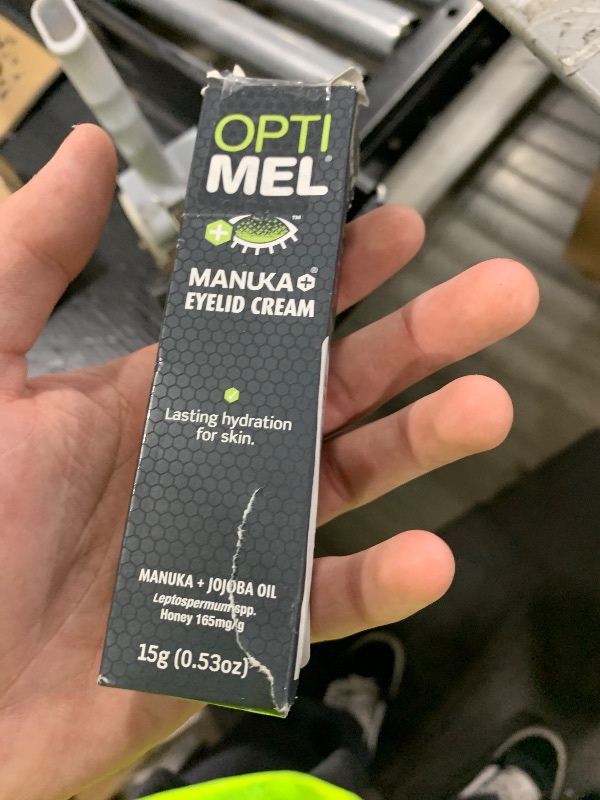 OPTI
MEL®
™
MANUKA+®
EYELID CREAM
Lasting hydration
for skin.
MANUKA + JOJOBA OIL
Leptospermum spp.
Honey 165mg/g
15g (0.53oz)